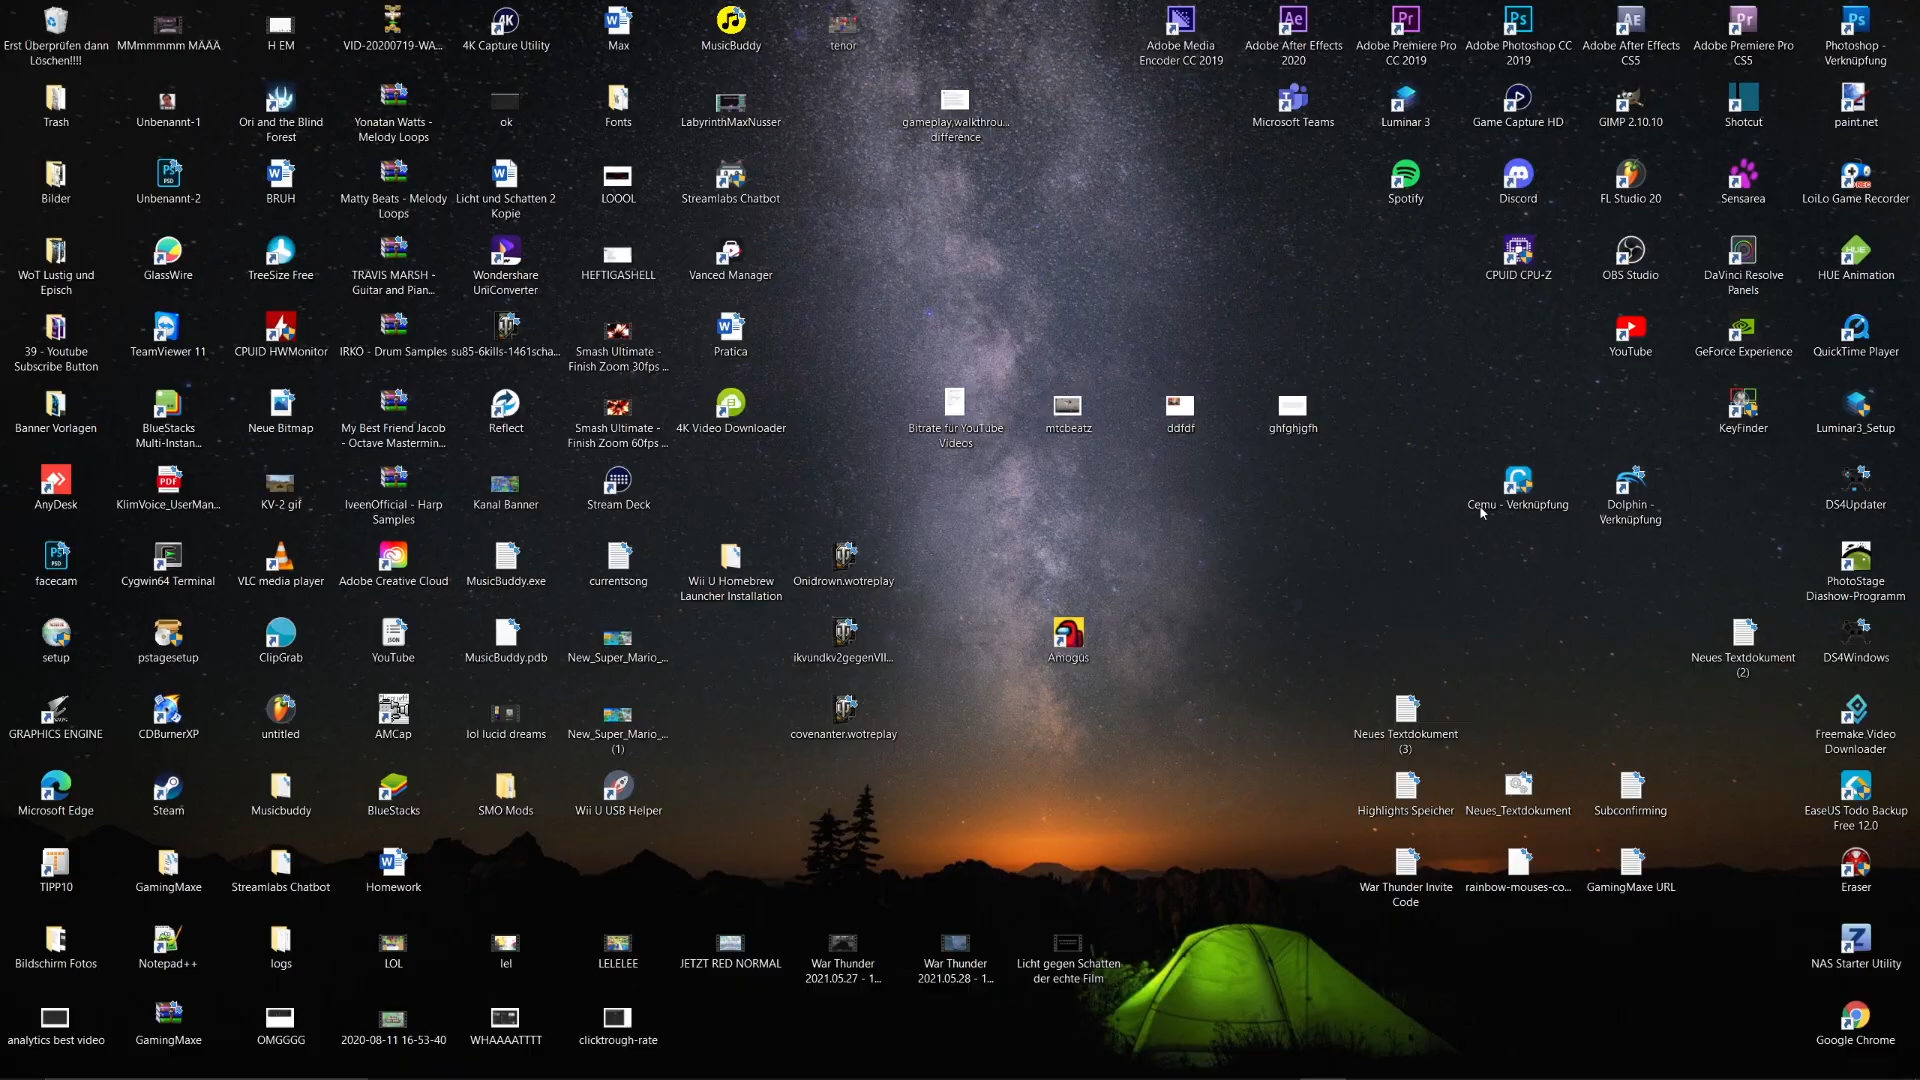 Erst Überprüfen dann
Löschen!!!!
MMmmmmm MÄÄÄ
H EM
VID-20200719-WA...
4K Capture Utility
Max
MusicBuddy
tenor
Adobe Media
Encoder CC 2019
Adobe After Effects
2020
Adobe Premiere Pro
CC 2019
Adobe Photoshop CC
2019
Adobe After Effects
CS5
Adobe Premiere Pro
CS5
Photoshop -
Verknüpfung
Trash
Unbenannt-1
Ori and the Blind
Forest
Yonatan Watts -
Melody Loops
ok
Fonts
LabyrinthMaxNusser
gameplay.walkthrou...
difference
Microsoft Teams
Luminar 3
Game Capture HD
GIMP 2.10.10
Shotcut
paint.net
Bilder
Unbenannt-2
BRUH
Matty Beats - Melody
Loops
Licht und Schatten 2
Kopie
LOOOL
Streamlabs Chatbot
Spotify
Discord
FL Studio 20
Sensarea
LoiLo Game Recorder
WoT Lustig und
Episch
GlassWire
TreeSize Free
TRAVIS MARSH -
Guitar and Pian...
Wondershare
UniConverter
HEFTIGASHELL
Vanced Manager
CPUID CPU-Z
OBS Studio
DaVinci Resolve
Panels
HUE Animation
39 - Youtube
Subscribe Button
TeamViewer 11
CPUID HWMonitor
IRKO - Drum Samples
su85-6kills-1461scha...
Smash Ultimate -
Finish Zoom 30fps ...
Pratica
YouTube
GeForce Experience
QuickTime Player
Banner Vorlagen
BlueStacks
Multi-Instan...
Neue Bitmap
My Best Friend Jacob
- Octave Mastermin...
Reflect
Smash Ultimate -
Finish Zoom 60fps ...
4K Video Downloader
Bitrate für YouTube
Videos
mtcbeatz
ddfdf
ghfghjgfh
KeyFinder
Luminar3_Setup
AnyDesk
KlimVoice_UserMan...
KV-2 gif
IveenOfficial - Harp
Samples
Kanal Banner
Stream Deck
Cemu - Verknüpfung
Dolphin -
Verknüpfung
DS4Updater
facecam
Cygwin64 Terminal
VLC media player
Adobe Creative Cloud
MusicBuddy.exe
currentsong
Wii U Homebrew
Launcher Installation
Onidrown.wotreplay
PhotoStage
Diashow-Programm
setup
pstagesetup
ClipGrab
YouTube
MusicBuddy.pdb
New_Super_Mario_...
ikvundkv2gegenVII...
Amogus
Neues Textdokument
(2)
DS4Windows
GRAPHICS ENGINE
CDBurnerXP
untitled
AMCap
lol lucid dreams
New_Super_Mario_...
(1)
covenanter.wotreplay
Neues Textdokument
(3)
Freemake Video
Downloader
Microsoft Edge
Steam
Musicbuddy
BlueStacks
SMO Mods
Wii U USB Helper
Highlights Speicher
Neues_Textdokument
Subconfirming
EaseUS Todo Backup
Free 12.0
TIPP10
GamingMaxe
Streamlabs Chatbot
Homework
War Thunder Invite
Code
rainbow-mouses-co...
GamingMaxe URL
Eraser
Bildschirm Fotos
Notepad++
logs
LOL
lel
LELELEE
JETZT RED NORMAL
War Thunder
2021.05.27 - 1...
War Thunder
2021.05.28 - 1...
Licht gegen Schatten
der echte Film
NAS Starter Utility
analytics best video
GamingMaxe
OMGGGG
2020-08-11 16-53-40
WHAAAATTTT
clicktrough-rate
Google Chrome